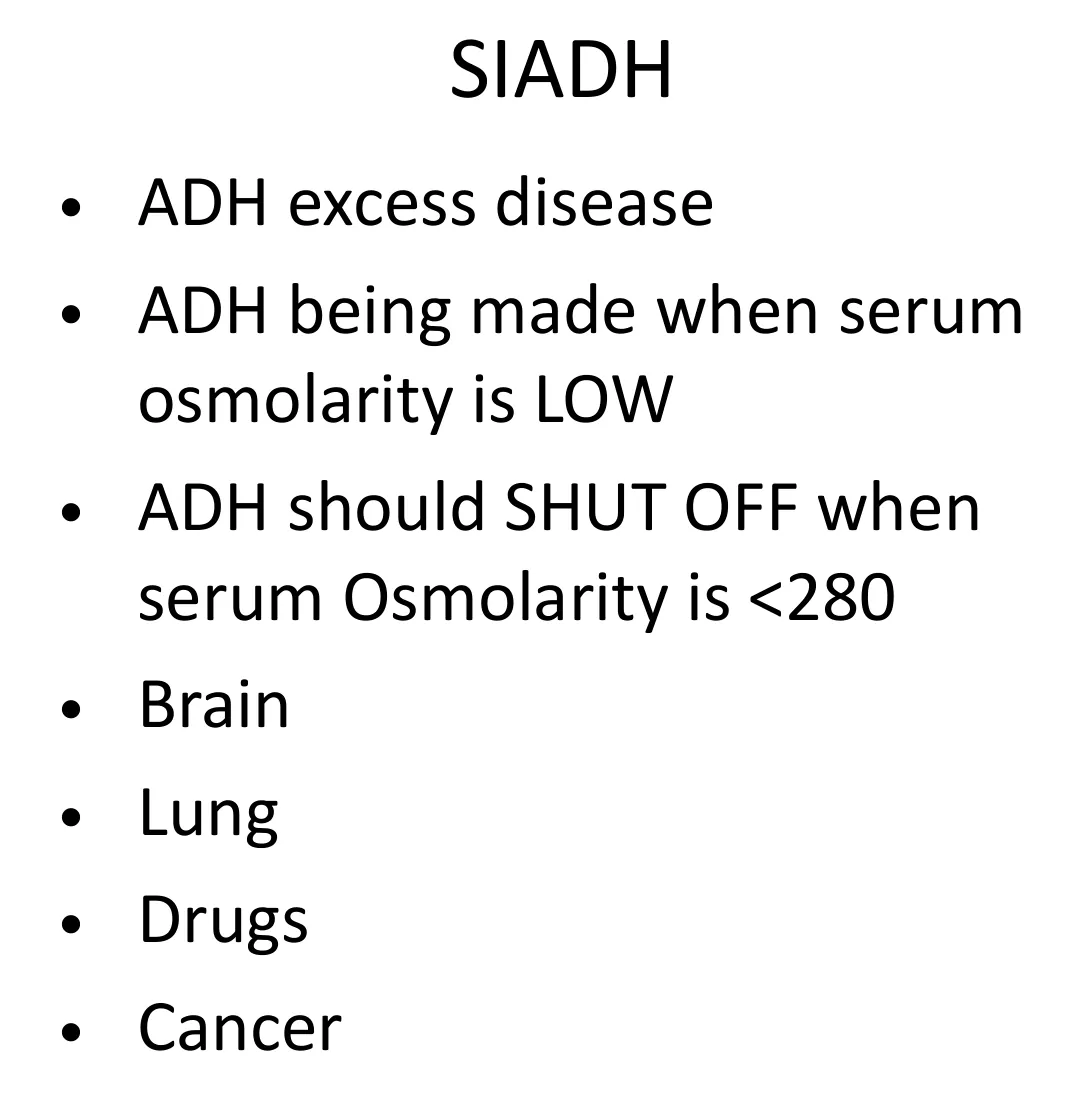 SIADH
• ADH excess disease
• ADH being made when serum
osmolarity is LOW
• ADH should SHUT OFF when
serum Osmolarity is <280
• Brain
• Lung
• Drugs
• Cancer